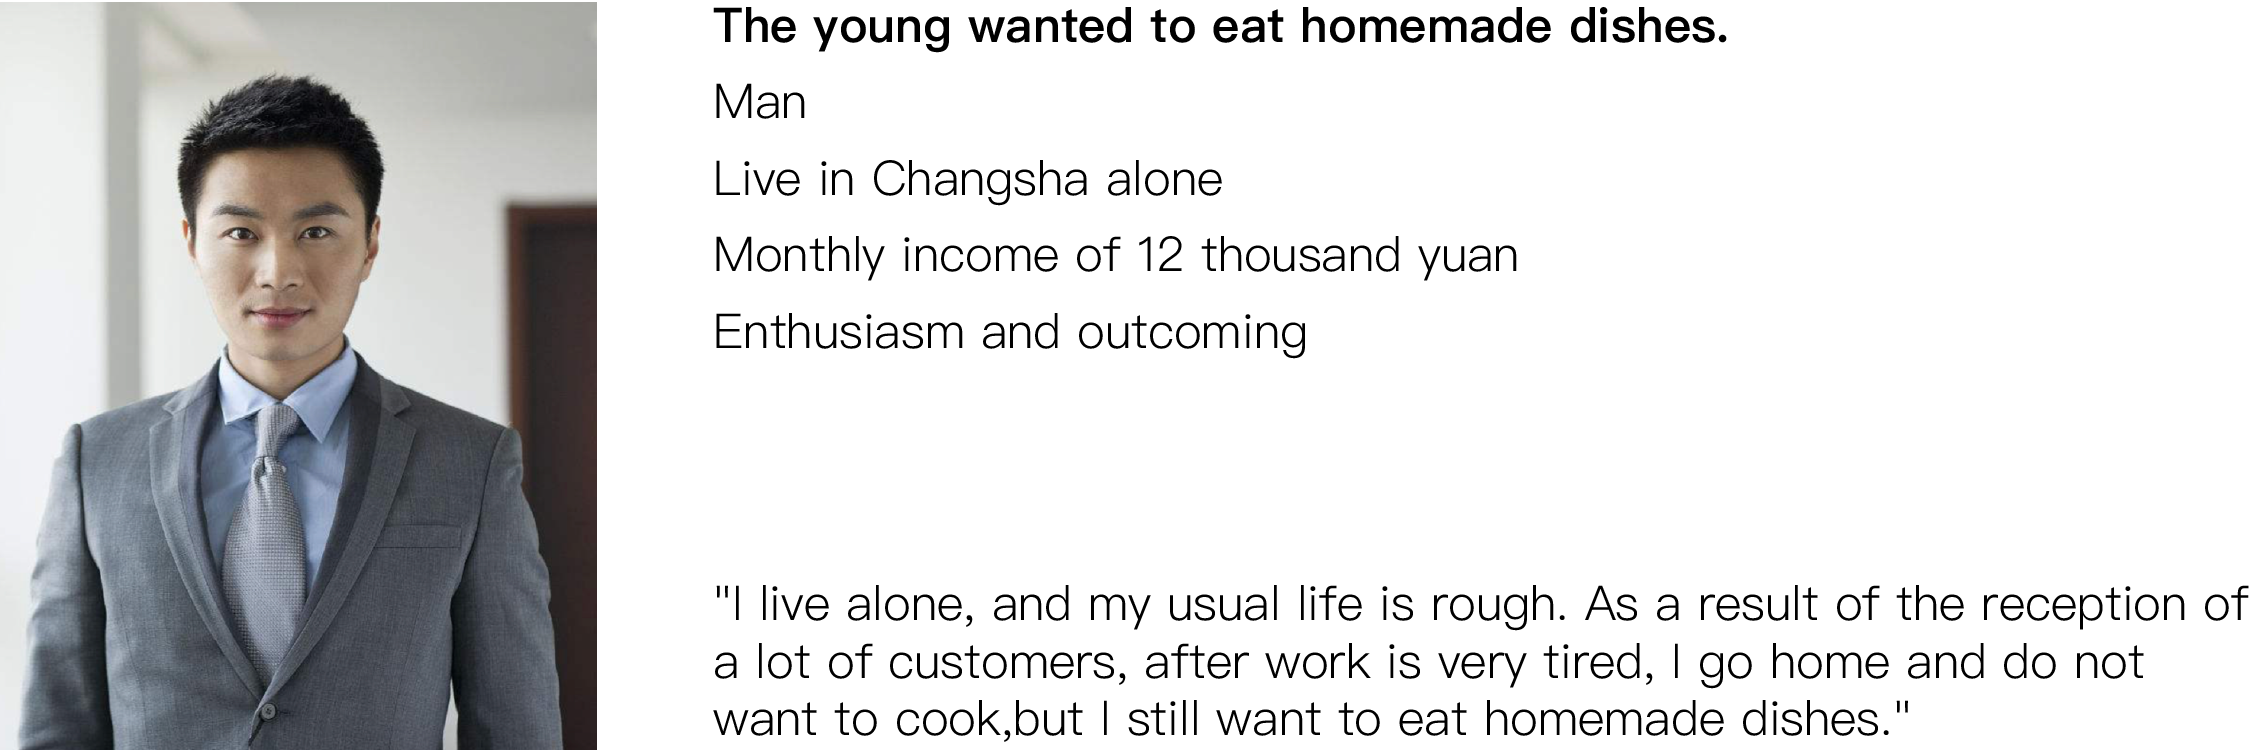 The young wanted to eat homemade dishes.
Man
Live in Changsha alone
Monthly income of 12 thousand yuan
Enthusiasm and outcoming
"I live alone, and my usual life is rough. As a result of the reception of
a lot of customers, after work is very tired, I go home and do not
want to cook,but I still want to eat homemade dishes."